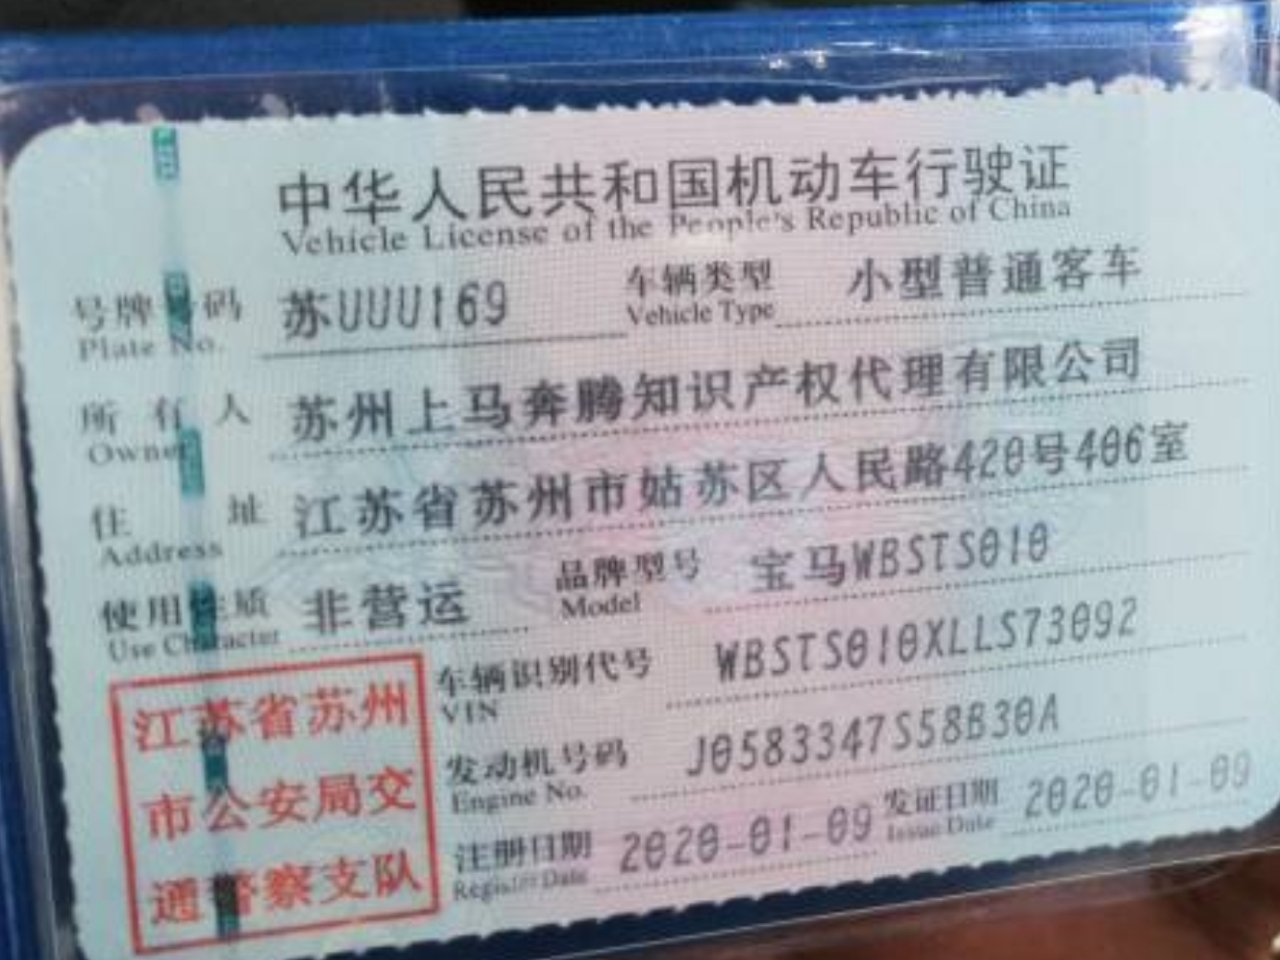 中华人民共和国机动车行驶证
Vehicle License of the People's Republic of China
号牌号码 苏UUU169 车辆类型 小型普通客车
Plate No. Vehicle Type
所有人 苏州上马奔腾知识产权代理有限公司
Owner
住址 江苏省苏州市姑苏区人民路420号406室
Address
使用性质 非营运 品牌型号 宝马WBSTS010
Use Character Model
车辆识别代号 WBSTS010XLLS73092
VIN
发动机号码 J0583347S58B30A
Engine No.
注册日期 2020-01-09 发证日期 2020-01-09
Register Date Issue Date
江苏省苏州
市公安局交
通警察支队